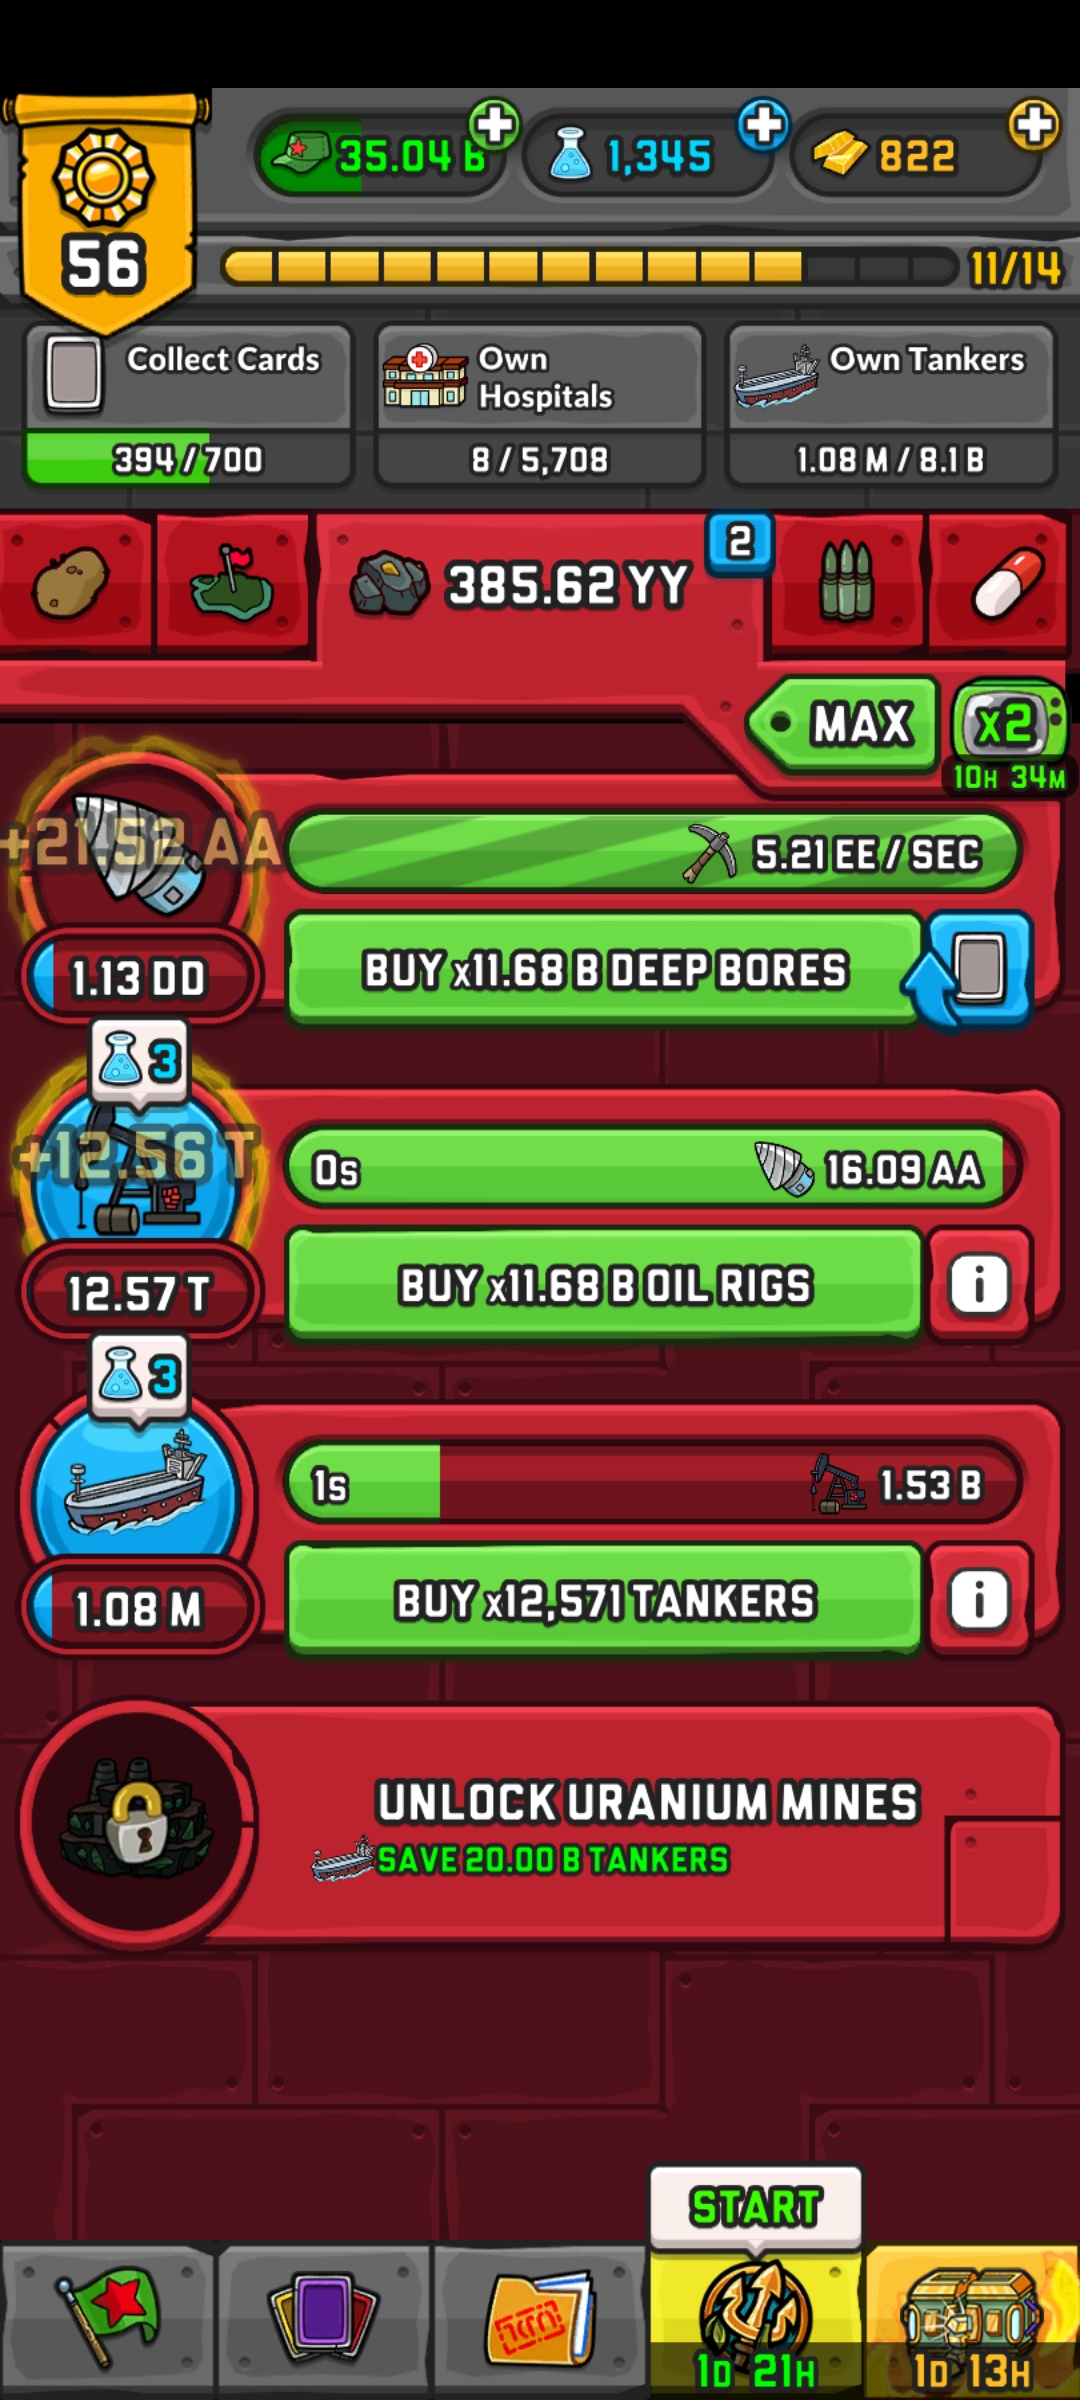 56
35.04 B
1,345
822
11/14
Collect Cards
394 / 700
Own
Hospitals
8 / 5,708
Own Tankers
1.08 M / 8.1 B
385.62 YY
2
MAX
x2
10H 34M
+21.52 AA
5.21 EE / SEC
1.13 DD
BUY x11.68 B DEEP BORES
3
+12.56 T
0s
16.09 AA
12.57 T
BUY x11.68 B OIL RIGS
i
3
1s
1.53 B
1.08 M
BUY x12,571 TANKERS
i
UNLOCK URANIUM MINES
SAVE 20.00 B TANKERS
START
1D 21H
1D 13H